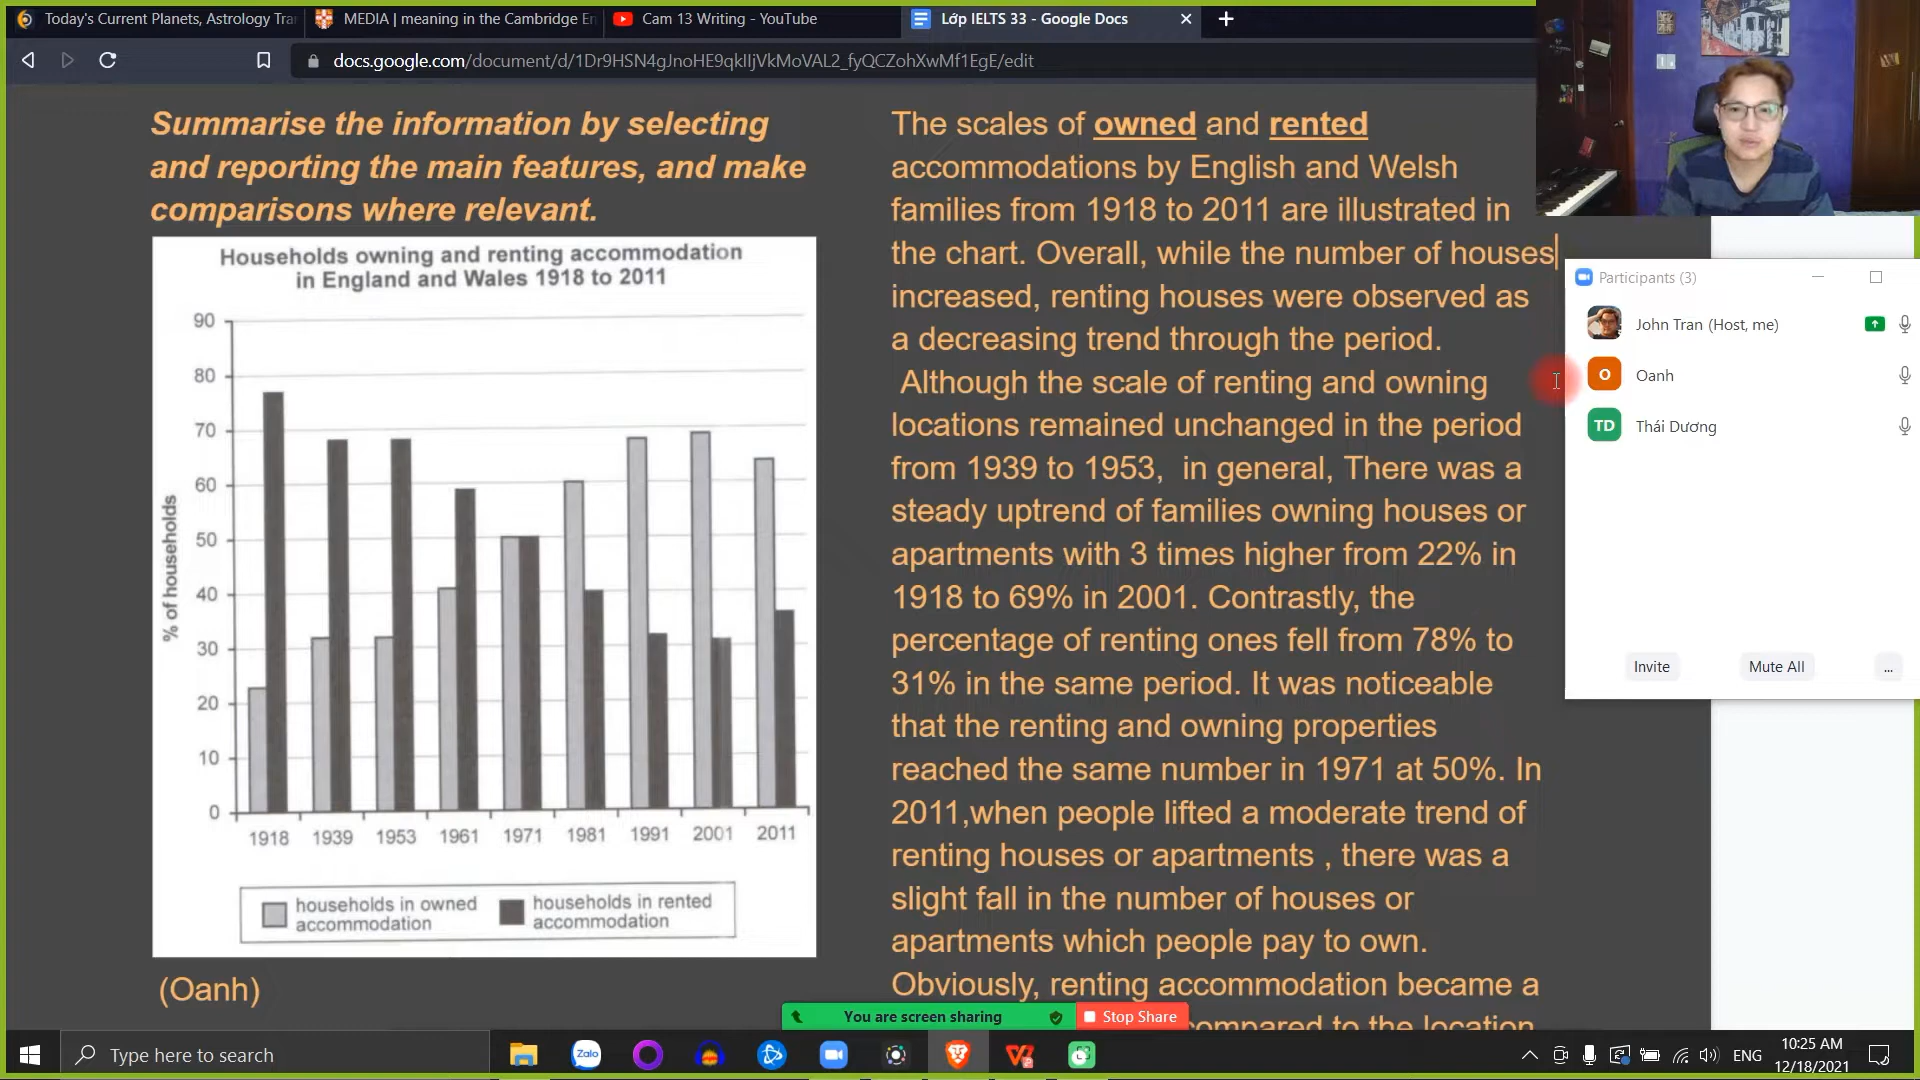 Today's Current Planets, Astrology Tra
MEDIA | meaning in the Cambridge En
Cam 13 Writing - YouTube
Lớp IELTS 33 - Google Docs
docs.google.com/document/d/1Dr9HSN4gJnoHE9qklIjVkMoVAL2_fyQCZohXwMf1EgE/edit
Summarise the information by selecting
and reporting the main features, and make
comparisons where relevant.
Households owning and renting accommodation
in England and Wales 1918 to 2011
% of households
90
80
70
60
50
40
30
20
10
0
1918 1939 1953 1961 1971 1981 1991 2001 2011
households in owned
accommodation
households in rented
accommodation
(Oanh)
The scales of owned and rented
accommodations by English and Welsh
families from 1918 to 2011 are illustrated in
the chart. Overall, while the number of houses
increased, renting houses were observed as
a decreasing trend through the period.
Although the scale of renting and owning
locations remained unchanged in the period
from 1939 to 1953,  in general, There was a
steady uptrend of families owning houses or
apartments with 3 times higher from 22% in
1918 to 69% in 2001. Contrastly, the
percentage of renting ones fell from 78% to
31% in the same period. It was noticeable
that the renting and owning properties
reached the same number in 1971 at 50%. In
2011,when people lifted a moderate trend of
renting houses or apartments , there was a
slight fall in the number of houses or
apartments which people pay to own.
Obviously, renting accommodation became a
compared to the location
Participants (3)
John Tran (Host, me)
O
Oanh
TD
Thái Dương
Invite
Mute All
...
You are screen sharing
Stop Share
Type here to search
Zalo
ENG
10:25 AM
12/18/2021